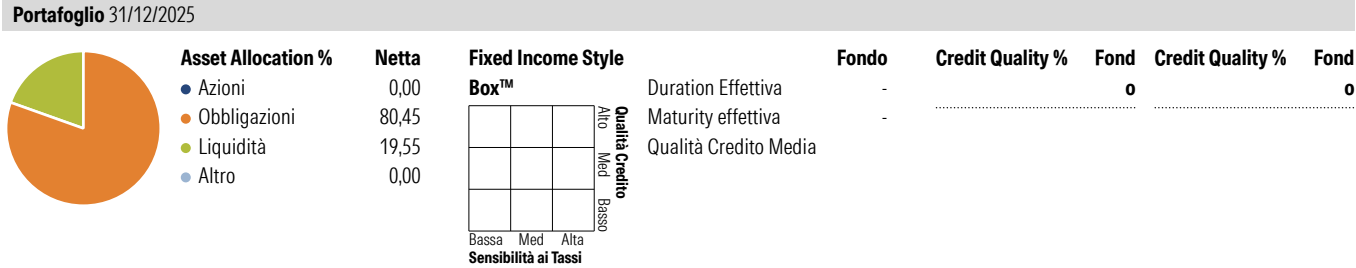 Portafoglio 31/12/2025
Asset Allocation % Netta
Azioni 0,00
Obbligazioni 80,45
Liquidità 19,55
Altro 0,00
Fixed Income Style
Box™
Alto Med Basso
Qualità Credito
Bassa Med Alta
Sensibilità ai Tassi
Fondo
Duration Effettiva -
Maturity effettiva -
Qualità Credito Media
Credit Quality % Fond Credit Quality % Fond
o o